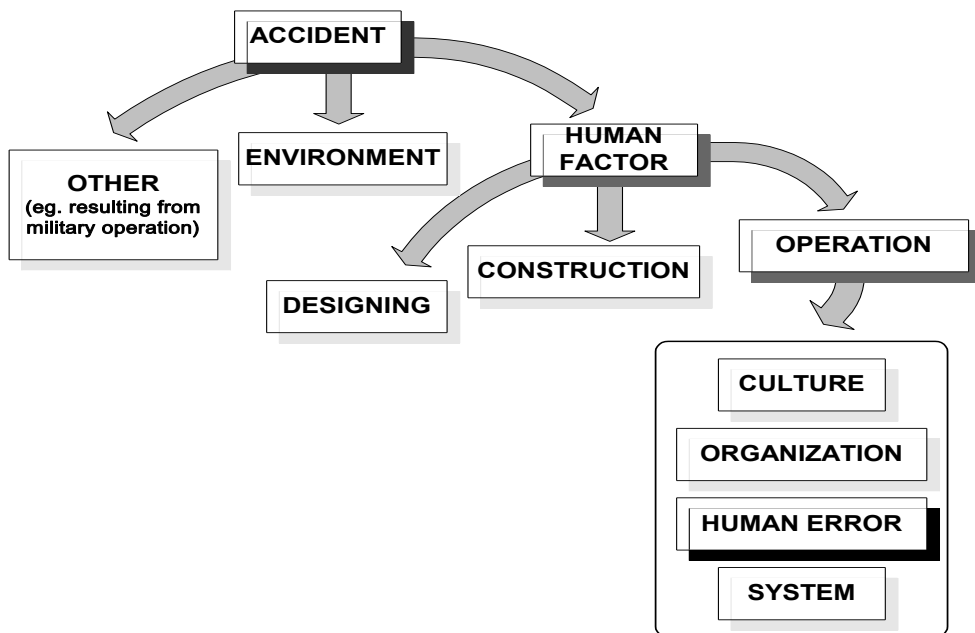 ACCIDENT
OTHER
(eg. resulting from
military operation)
ENVIRONMENT
HUMAN
FACTOR
DESIGNING
CONSTRUCTION
OPERATION
CULTURE
ORGANIZATION
HUMAN ERROR
SYSTEM